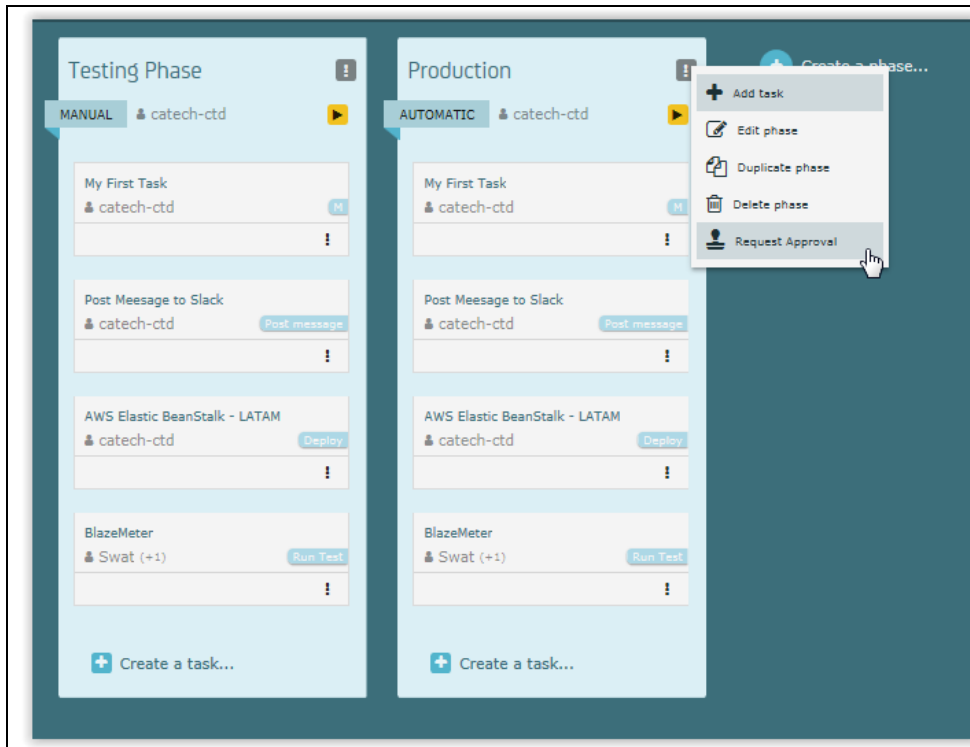 Testing Phase
MANUAL catech-ctd
My First Task
catech-ctd
M
Post Meesage to Slack
catech-ctd
Post message
AWS Elastic BeanStalk - LATAM
catech-ctd
Deploy
BlazeMeter
Swat (+1)
Run Test
Create a task...
Production
AUTOMATIC catech-ctd
My First Task
catech-ctd
M
Post Meesage to Slack
catech-ctd
Post message
AWS Elastic BeanStalk - LATAM
catech-ctd
Deploy
BlazeMeter
Swat (+1)
Run Test
Create a task...
Create a phase...
Add task
Edit phase
Duplicate phase
Delete phase
Request Approval